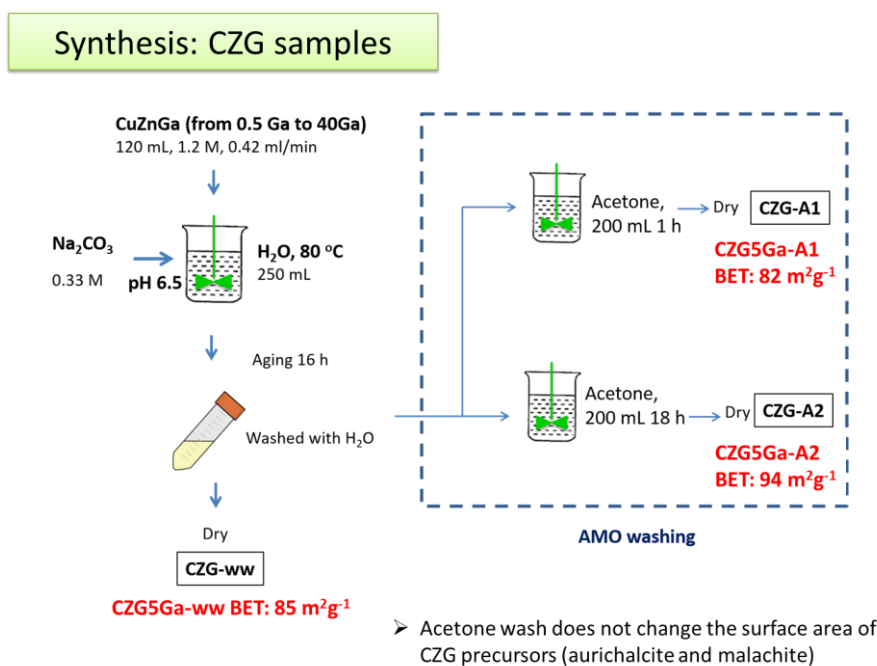 Synthesis: CZG samples
CuZnGa (from 0.5 Ga to 40Ga)
120 mL, 1.2 M, 0.42 ml/min
Na₂CO₃
0.33 M
pH 6.5
H₂O, 80 °C
250 mL
Aging 16 h
Washed with H₂O
Dry
CZG-ww
CZG5Ga-ww BET: 85 m²g⁻¹
Acetone,
200 mL 1 h
Dry
CZG-A1
CZG5Ga-A1
BET: 82 m²g⁻¹
Acetone,
200 mL 18 h
Dry
CZG-A2
CZG5Ga-A2
BET: 94 m²g⁻¹
AMO washing
➢ Acetone wash does not change the surface area of
CZG precursors (aurichalcite and malachite)